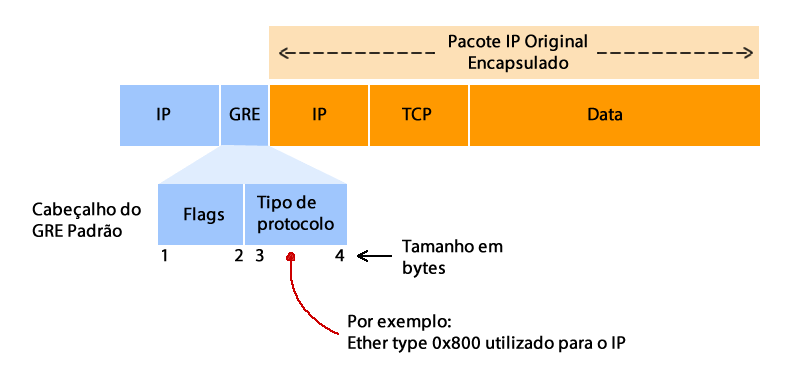 Pacote IP Original
Encapsulado
IP GRE IP TCP Data
Cabeçalho do
GRE Padrão
Flags
Tipo de
protocolo
1 2 3 4
Tamanho em
bytes
Por exemplo:
Ether type 0x800 utilizado para o IP